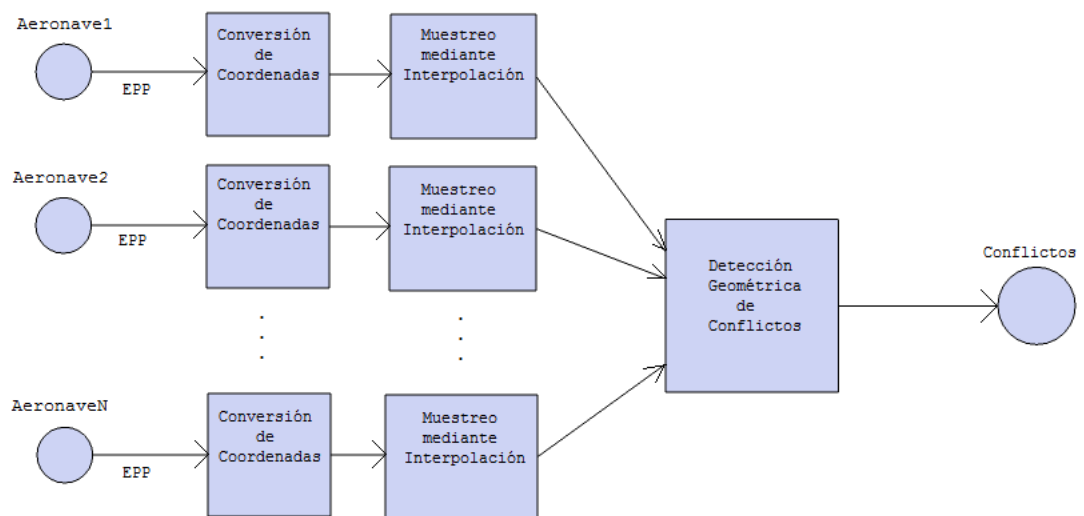 Aeronave1
EPP
Conversión
de
Coordenadas
Muestreo
mediante
Interpolación
Aeronave2
EPP
Conversión
de
Coordenadas
Muestreo
mediante
Interpolación
.
.
.
.
.
.
AeronaveN
EPP
Conversión
de
Coordenadas
Muestreo
mediante
Interpolación
Detección
Geométrica
de
Conflictos
Conflictos